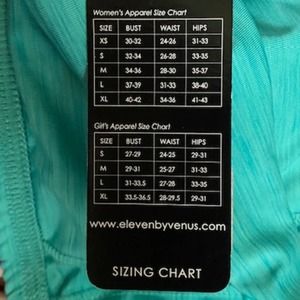 Women's Apparel Size Chart
SIZE BUST WAIST HIPS
XS 30-32 24-26 31-33
S 32-34 26-28 33-35
M 34-36 28-30 35-37
L 37-39 31-33 38-40
XL 40-42 34-36 41-43
Girl's Apparel Size Chart
SIZE BUST WAIST HIPS
S 27-29 24-25 29-31
M 29-31 25-27 29-31
L 31-33.5 27-28 33-35
XL 33.5-36.5 28-29.5 29-31
www.elevenbyvenus.com
SIZING CHART